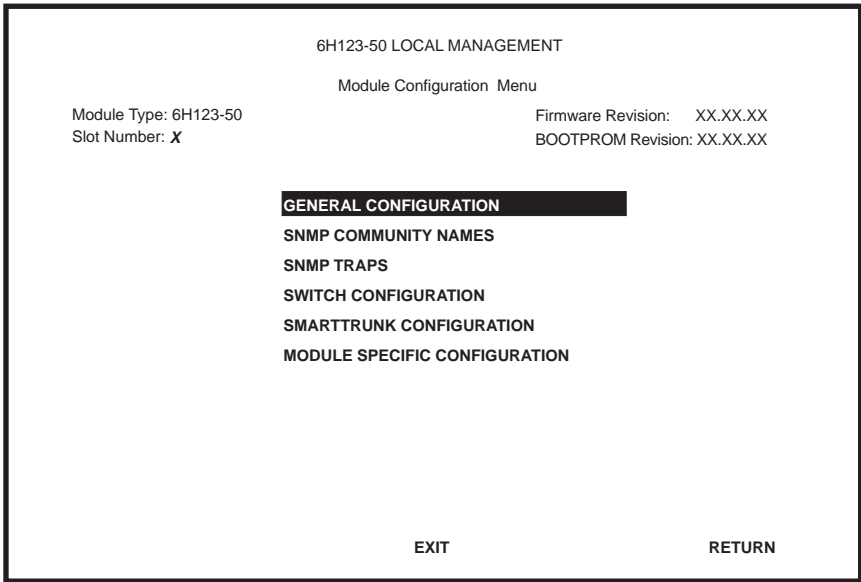 6H123-50 LOCAL MANAGEMENT
Module Configuration Menu
Module Type: 6H123-50
Firmware Revision: XX.XX.XX
Slot Number: X
BOOTPROM Revision: XX.XX.XX
GENERAL CONFIGURATION
SNMP COMMUNITY NAMES
SNMP TRAPS
SWITCH CONFIGURATION
SMARTTRUNK CONFIGURATION
MODULE SPECIFIC CONFIGURATION
EXIT RETURN